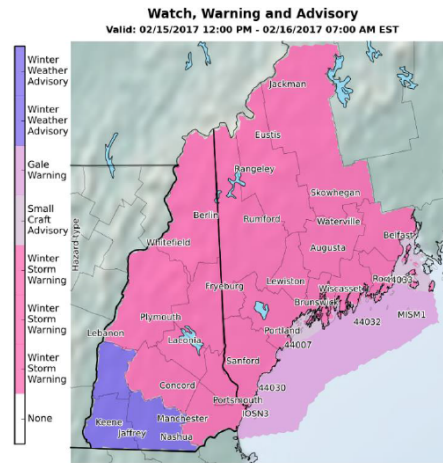 Watch, Warning and Advisory
Valid: 02/15/2017 12:00 PM - 02/16/2017 07:00 AM EST
Winter
Weather
Advisory
Winter
Weather
Advisory
Gale
Warning
Small
Craft
Advisory
Winter
Storm
Warning
Winter
Storm
Warning
Winter
Storm
Warning
None
Hazard type
Jackman
Eustis
Rangeley
Skowhegan
Berlin
Rumford
Waterville
Augusta
Belfast
Whitefield
Fryeburg
Lewiston
44033
Wiscasset
Brunswick
MISM1
Plymouth
Portland
44032
Lebanon
Laconia
44007
Sanford
Concord
44030
Portsmouth
Keene
Manchester
IOSN3
Jaffrey
Nashua